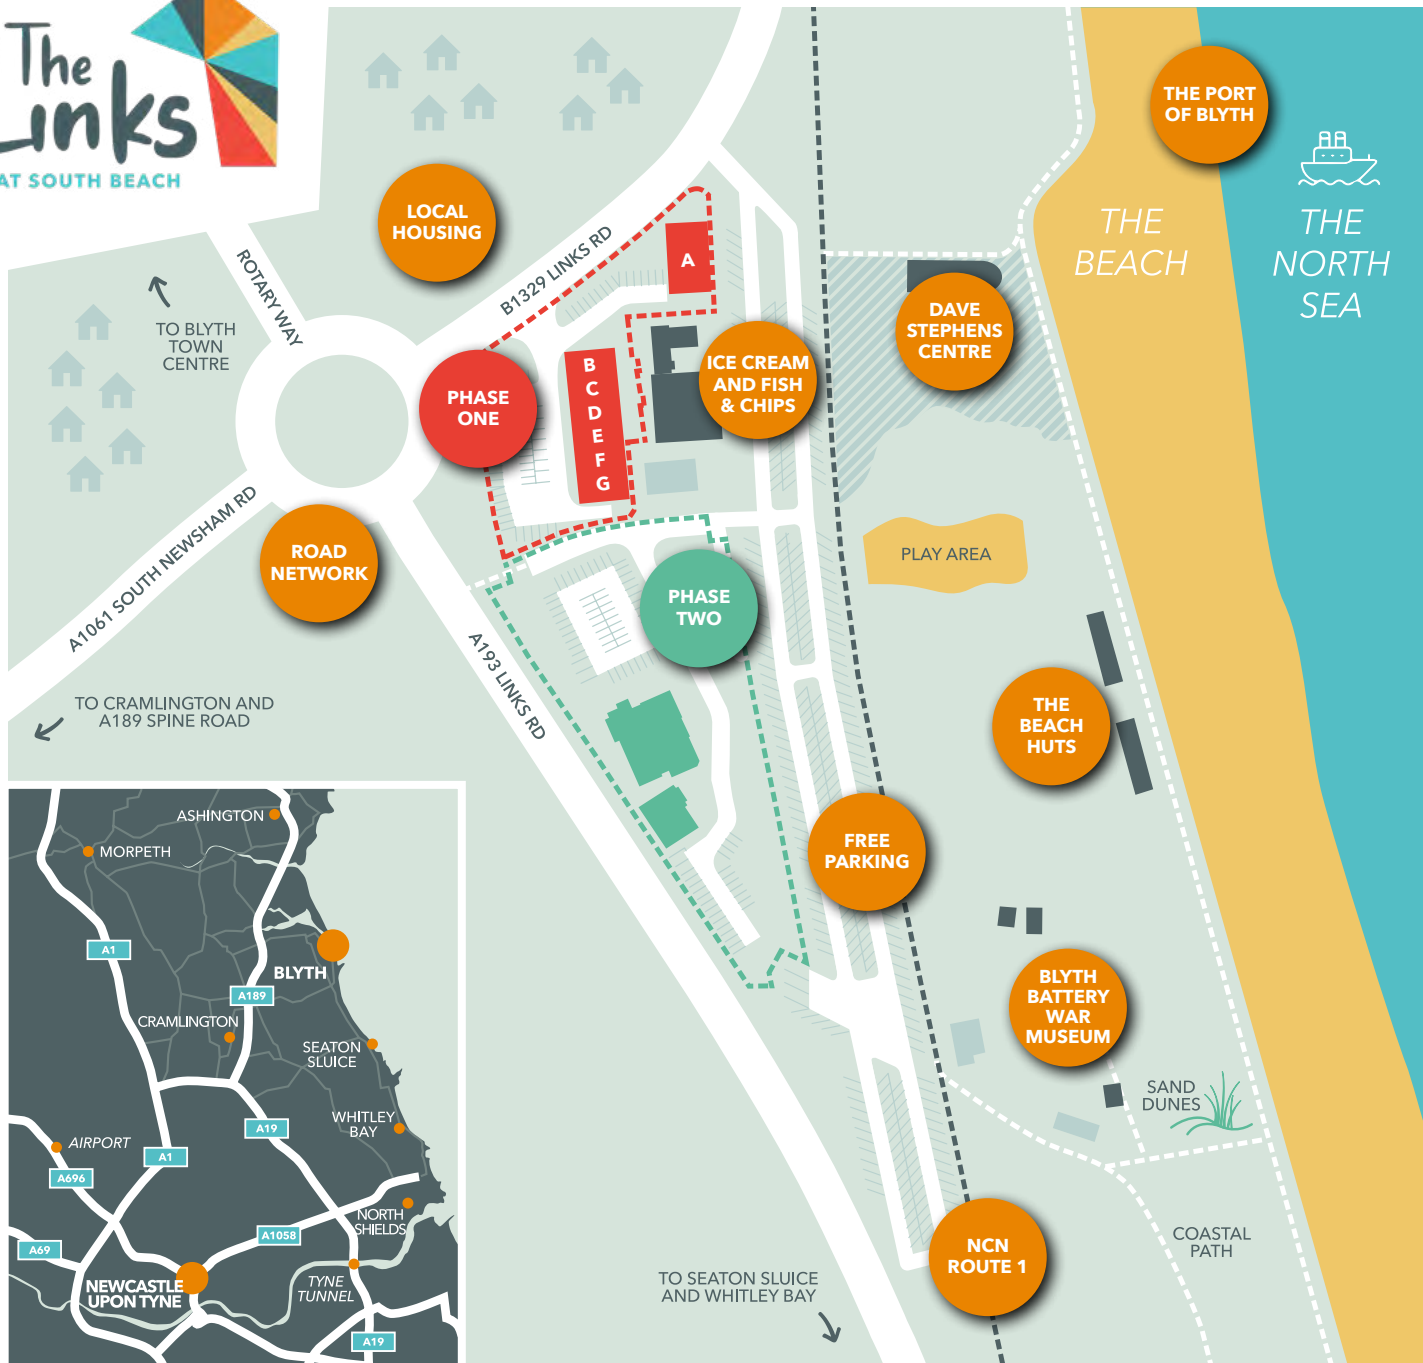 The
Links
AT SOUTH BEACH
THE PORT
OF BLYTH
THE
BEACH
THE
NORTH
SEA
LOCAL
HOUSING
B1329 LINKS RD
ROTARY WAY
TO BLYTH
TOWN
CENTRE
A
DAVE
STEPHENS
CENTRE
ICE CREAM
AND FISH
& CHIPS
PHASE
ONE
B
C
D
E
F
G
A1061 SOUTH NEWSHAM RD
ROAD
NETWORK
PLAY AREA
PHASE
TWO
A193 LINKS RD
TO CRAMLINGTON AND
A189 SPINE ROAD
THE
BEACH
HUTS
FREE
PARKING
BLYTH
BATTERY
WAR
MUSEUM
SAND
DUNES
COASTAL
PATH
NCN
ROUTE 1
TO SEATON SLUICE
AND WHITLEY BAY
ASHINGTON
MORPETH
A1
BLYTH
A189
CRAMLINGTON
SEATON
SLUICE
WHITLEY
BAY
A19
AIRPORT
A1
A696
NORTH
SHIELDS
A1058
A69
NEWCASTLE
UPON TYNE
TYNE
TUNNEL
A19